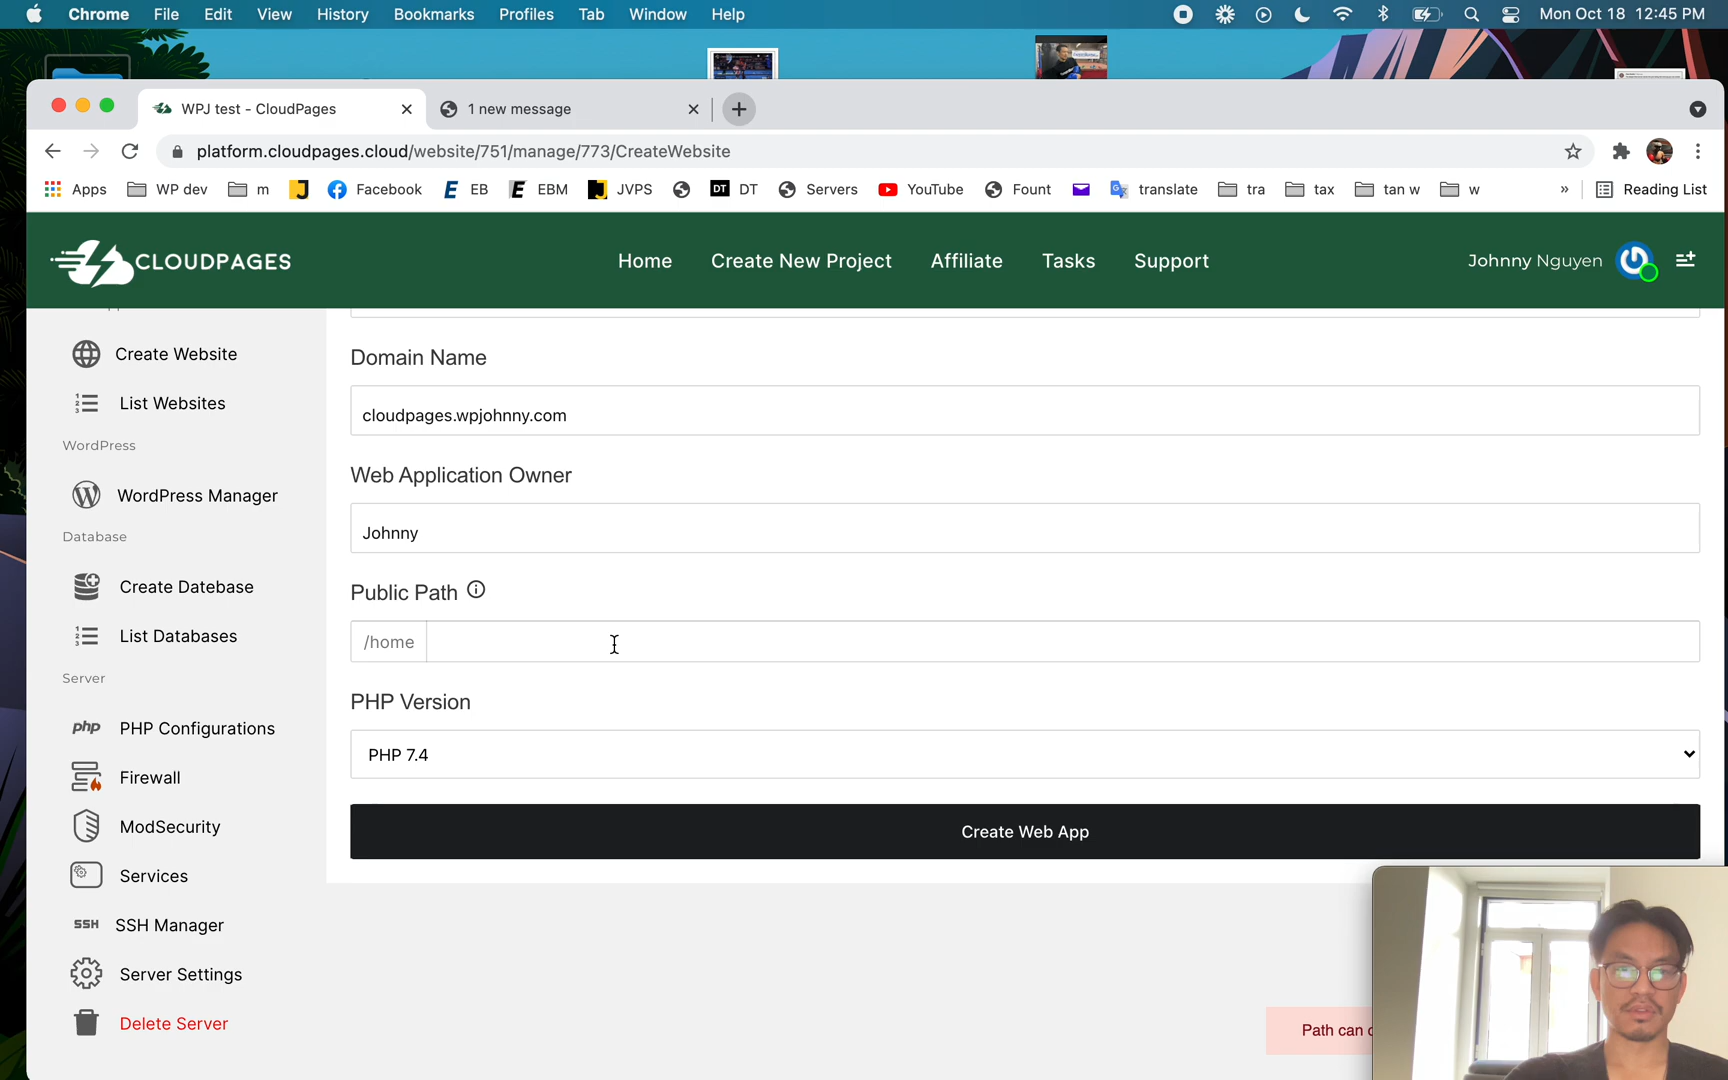 Chrome File Edit View History Bookmarks Profiles Tab Window Help Mon Oct 18 12:45 PM
WPJ test - CloudPages 1 new message
platform.cloudpages.cloud/website/751/manage/773/CreateWebsite
Apps WP dev m Facebook EB EBM JVPS DT DT Servers YouTube Fount translate tra tax tan w w » Reading List
CLOUDPAGES Home Create New Project Affiliate Tasks Support Johnny Nguyen
Create Website
List Websites
WordPress
WordPress Manager
Database
Create Datebase
List Databases
Server
php PHP Configurations
Firewall
ModSecurity
Services
SSH SSH Manager
Server Settings
Delete Server
Domain Name
cloudpages.wpjohnny.com
Web Application Owner
Johnny
Public Path
/home
PHP Version
PHP 7.4
Create Web App
Path can